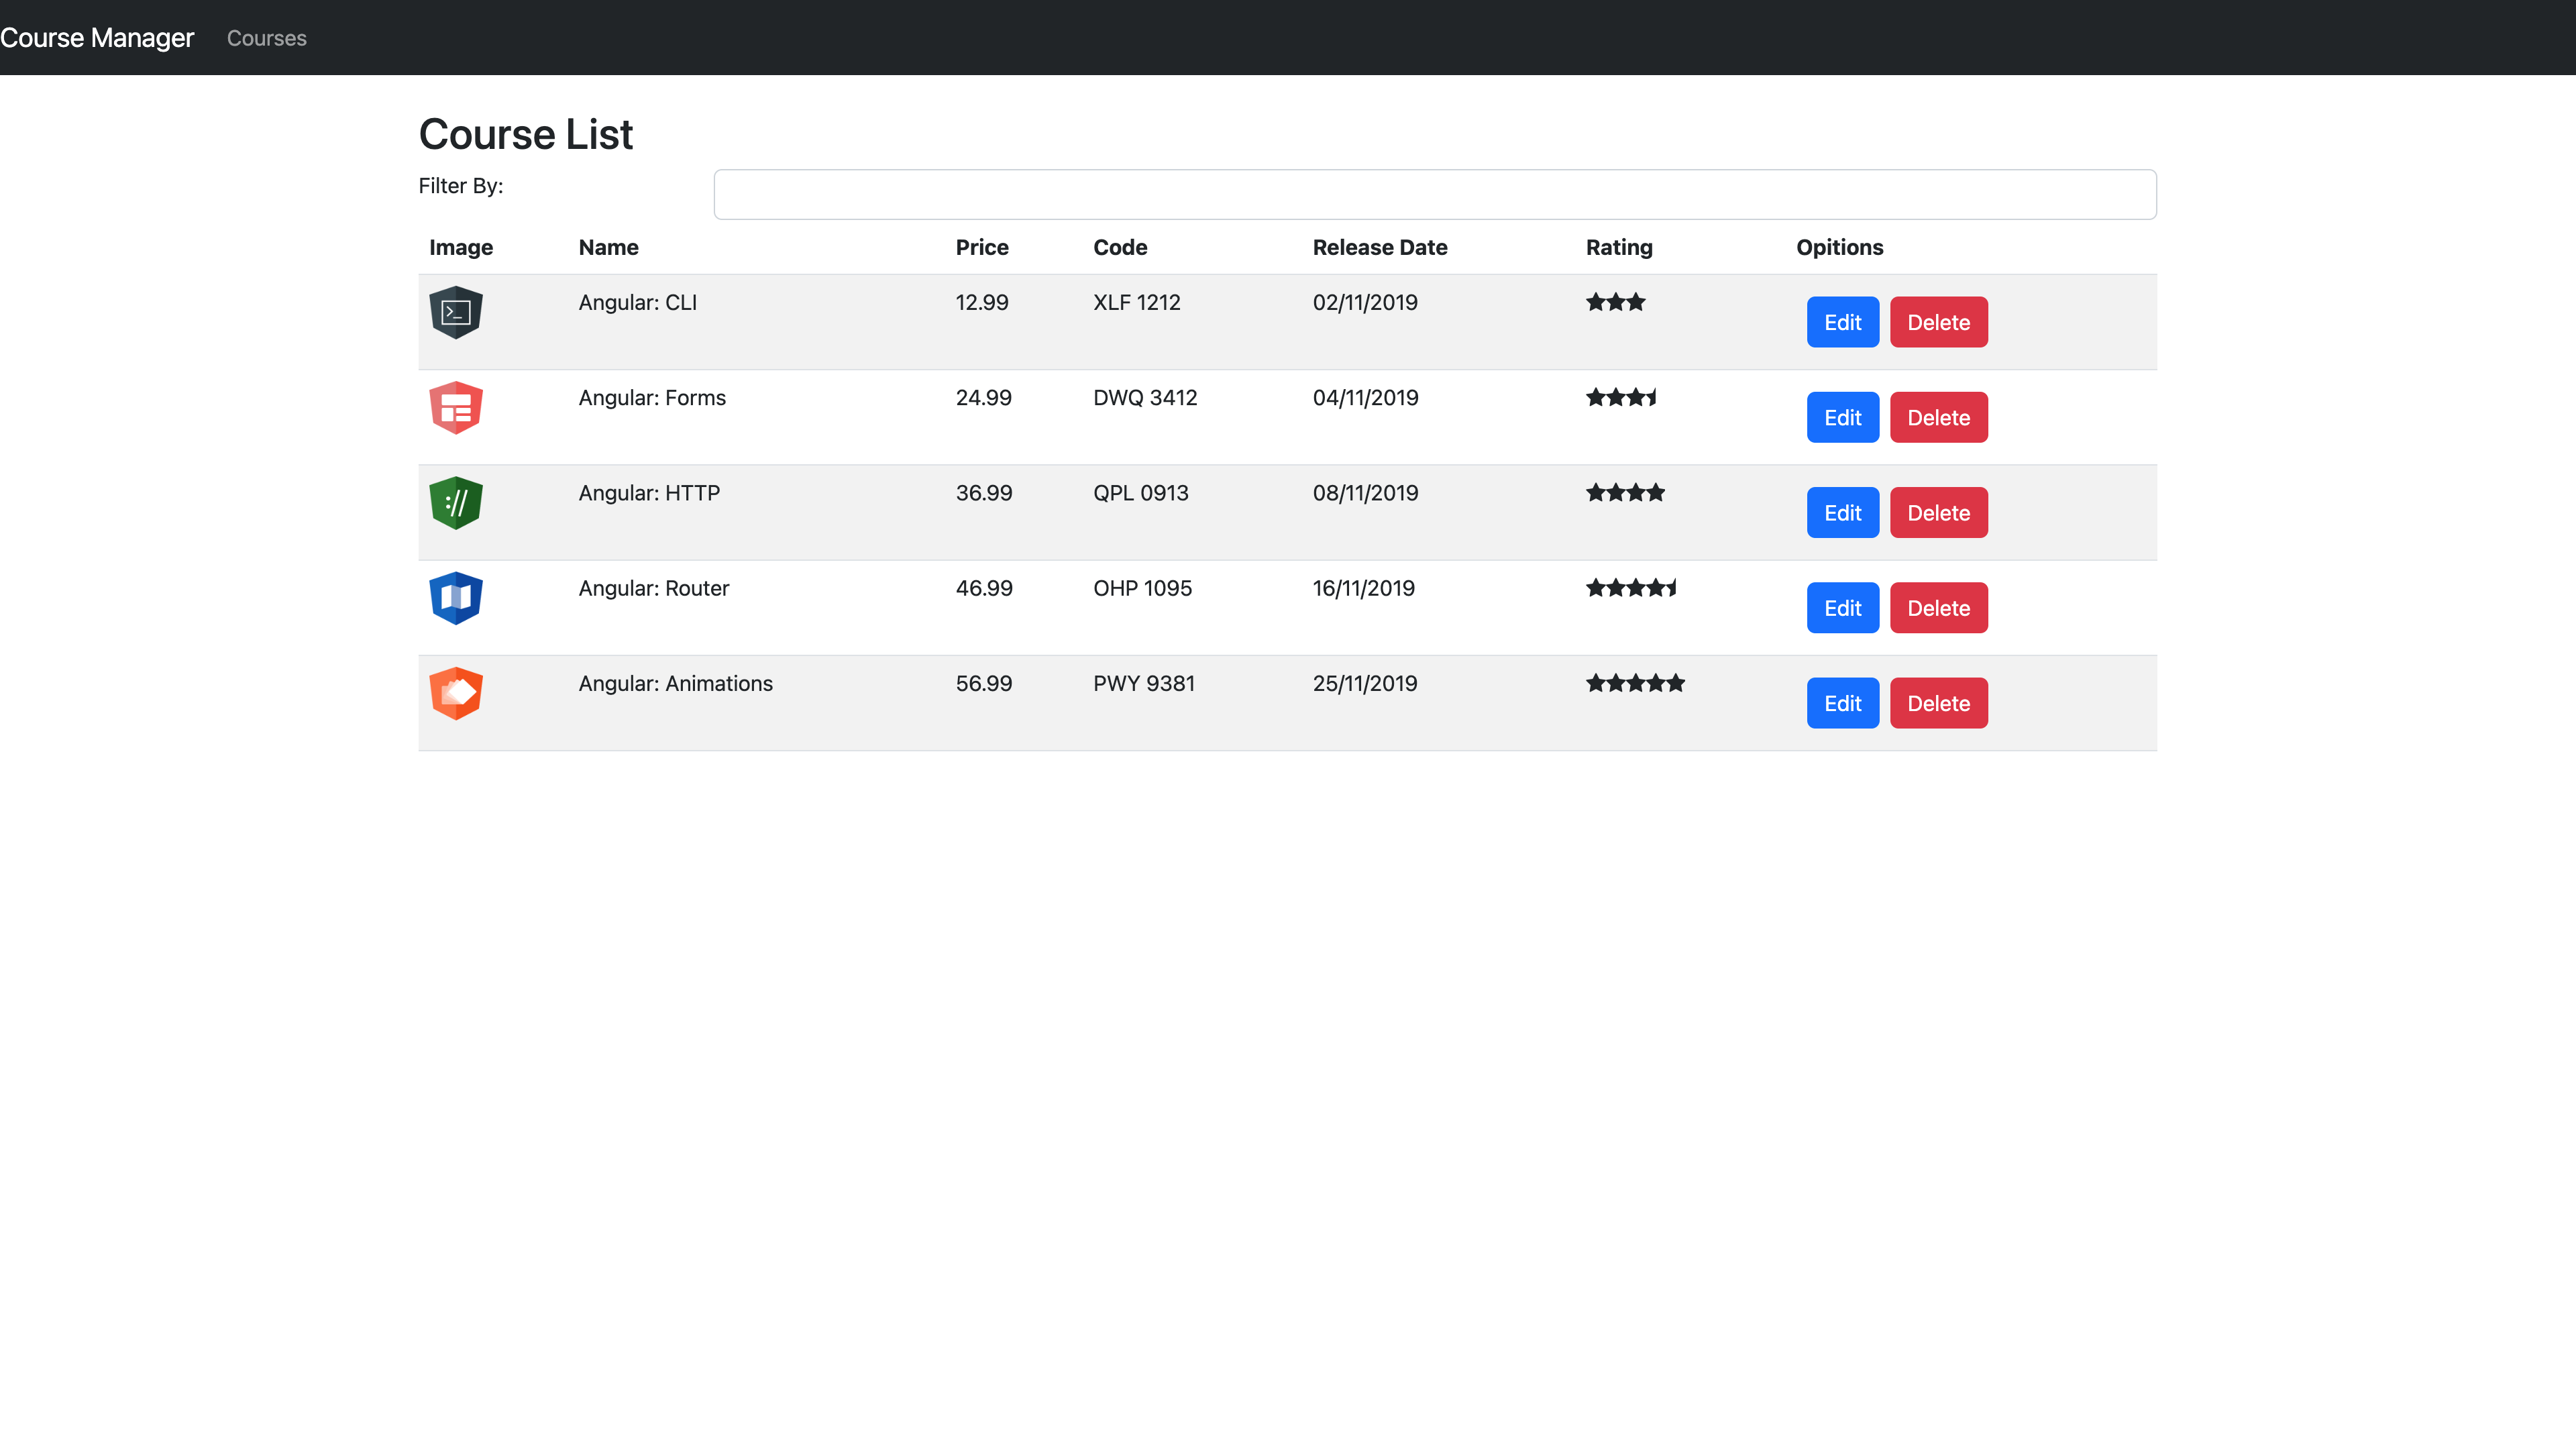 Course Manager Courses
Course List
Filter By:
Image Name Price Code Release Date Rating Opitions
Angular: CLI 12.99 XLF 1212 02/11/2019 Edit Delete
Angular: Forms 24.99 DWQ 3412 04/11/2019 Edit Delete
Angular: HTTP 36.99 QPL 0913 08/11/2019 Edit Delete
Angular: Router 46.99 OHP 1095 16/11/2019 Edit Delete
Angular: Animations 56.99 PWY 9381 25/11/2019 Edit Delete